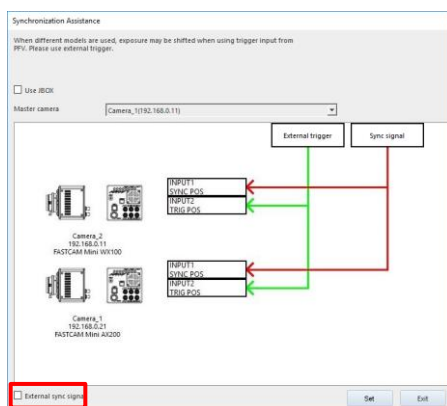 Synchronization Assistance
When different models are used, exposure may be shifted when using trigger input from
PFV. Please use external trigger.
Use JBOX
Master camera
Camera_1(192.168.0.11)
External trigger
Sync signal
INPUT1
SYNC POS
INPUT2
TRIG POS
Camera_2
192.168.0.11
FASTCAM Mini WX100
INPUT1
SYNC POS
INPUT2
TRIG POS
Camera_1
192.168.0.21
FASTCAM Mini AX200
External sync signal
Set
Exit